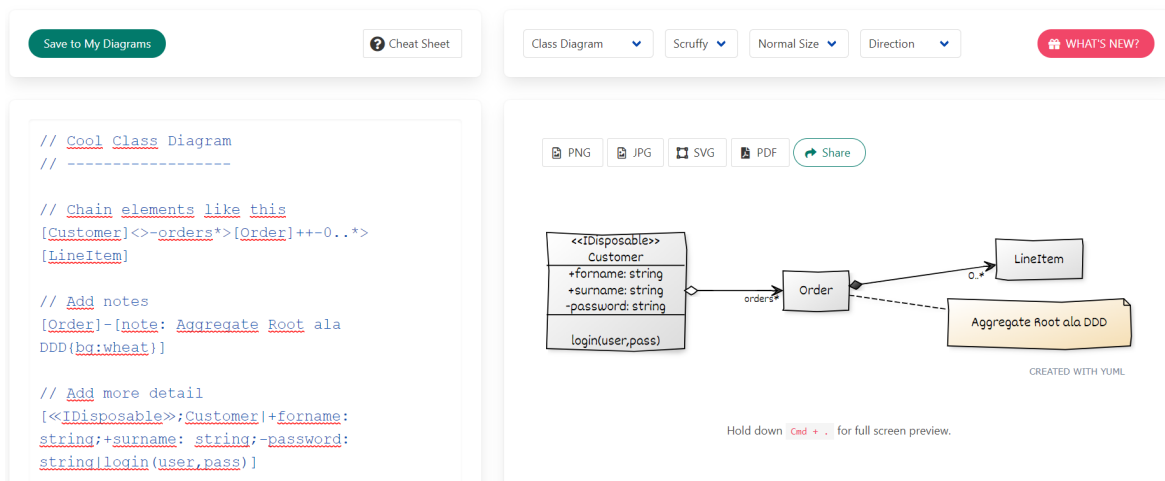 Save to My Diagrams
Cheat Sheet
Class Diagram
Scruffy
Normal Size
Direction
WHAT'S NEW?
// Cool Class Diagram
// ------------------
// Chain elements like this
[Customer]<>-orders*>[Order]++-0..*>
[LineItem]
// Add notes
[Order]-[note: Aggregate Root ala
DDD{bg:wheat}]
// Add more detail
[≪IDisposable≫;Customer|+forname:
string;+surname: string;-password:
string|login(user,pass)]
PNG
JPG
SVG
PDF
Share
<<IDisposable>>
Customer
+forname: string
+surname: string
-password: string
login(user,pass)
orders*
Order
0..*
LineItem
Aggregate Root ala DDD
CREATED WITH YUML
Hold down Cmd + . for full screen preview.